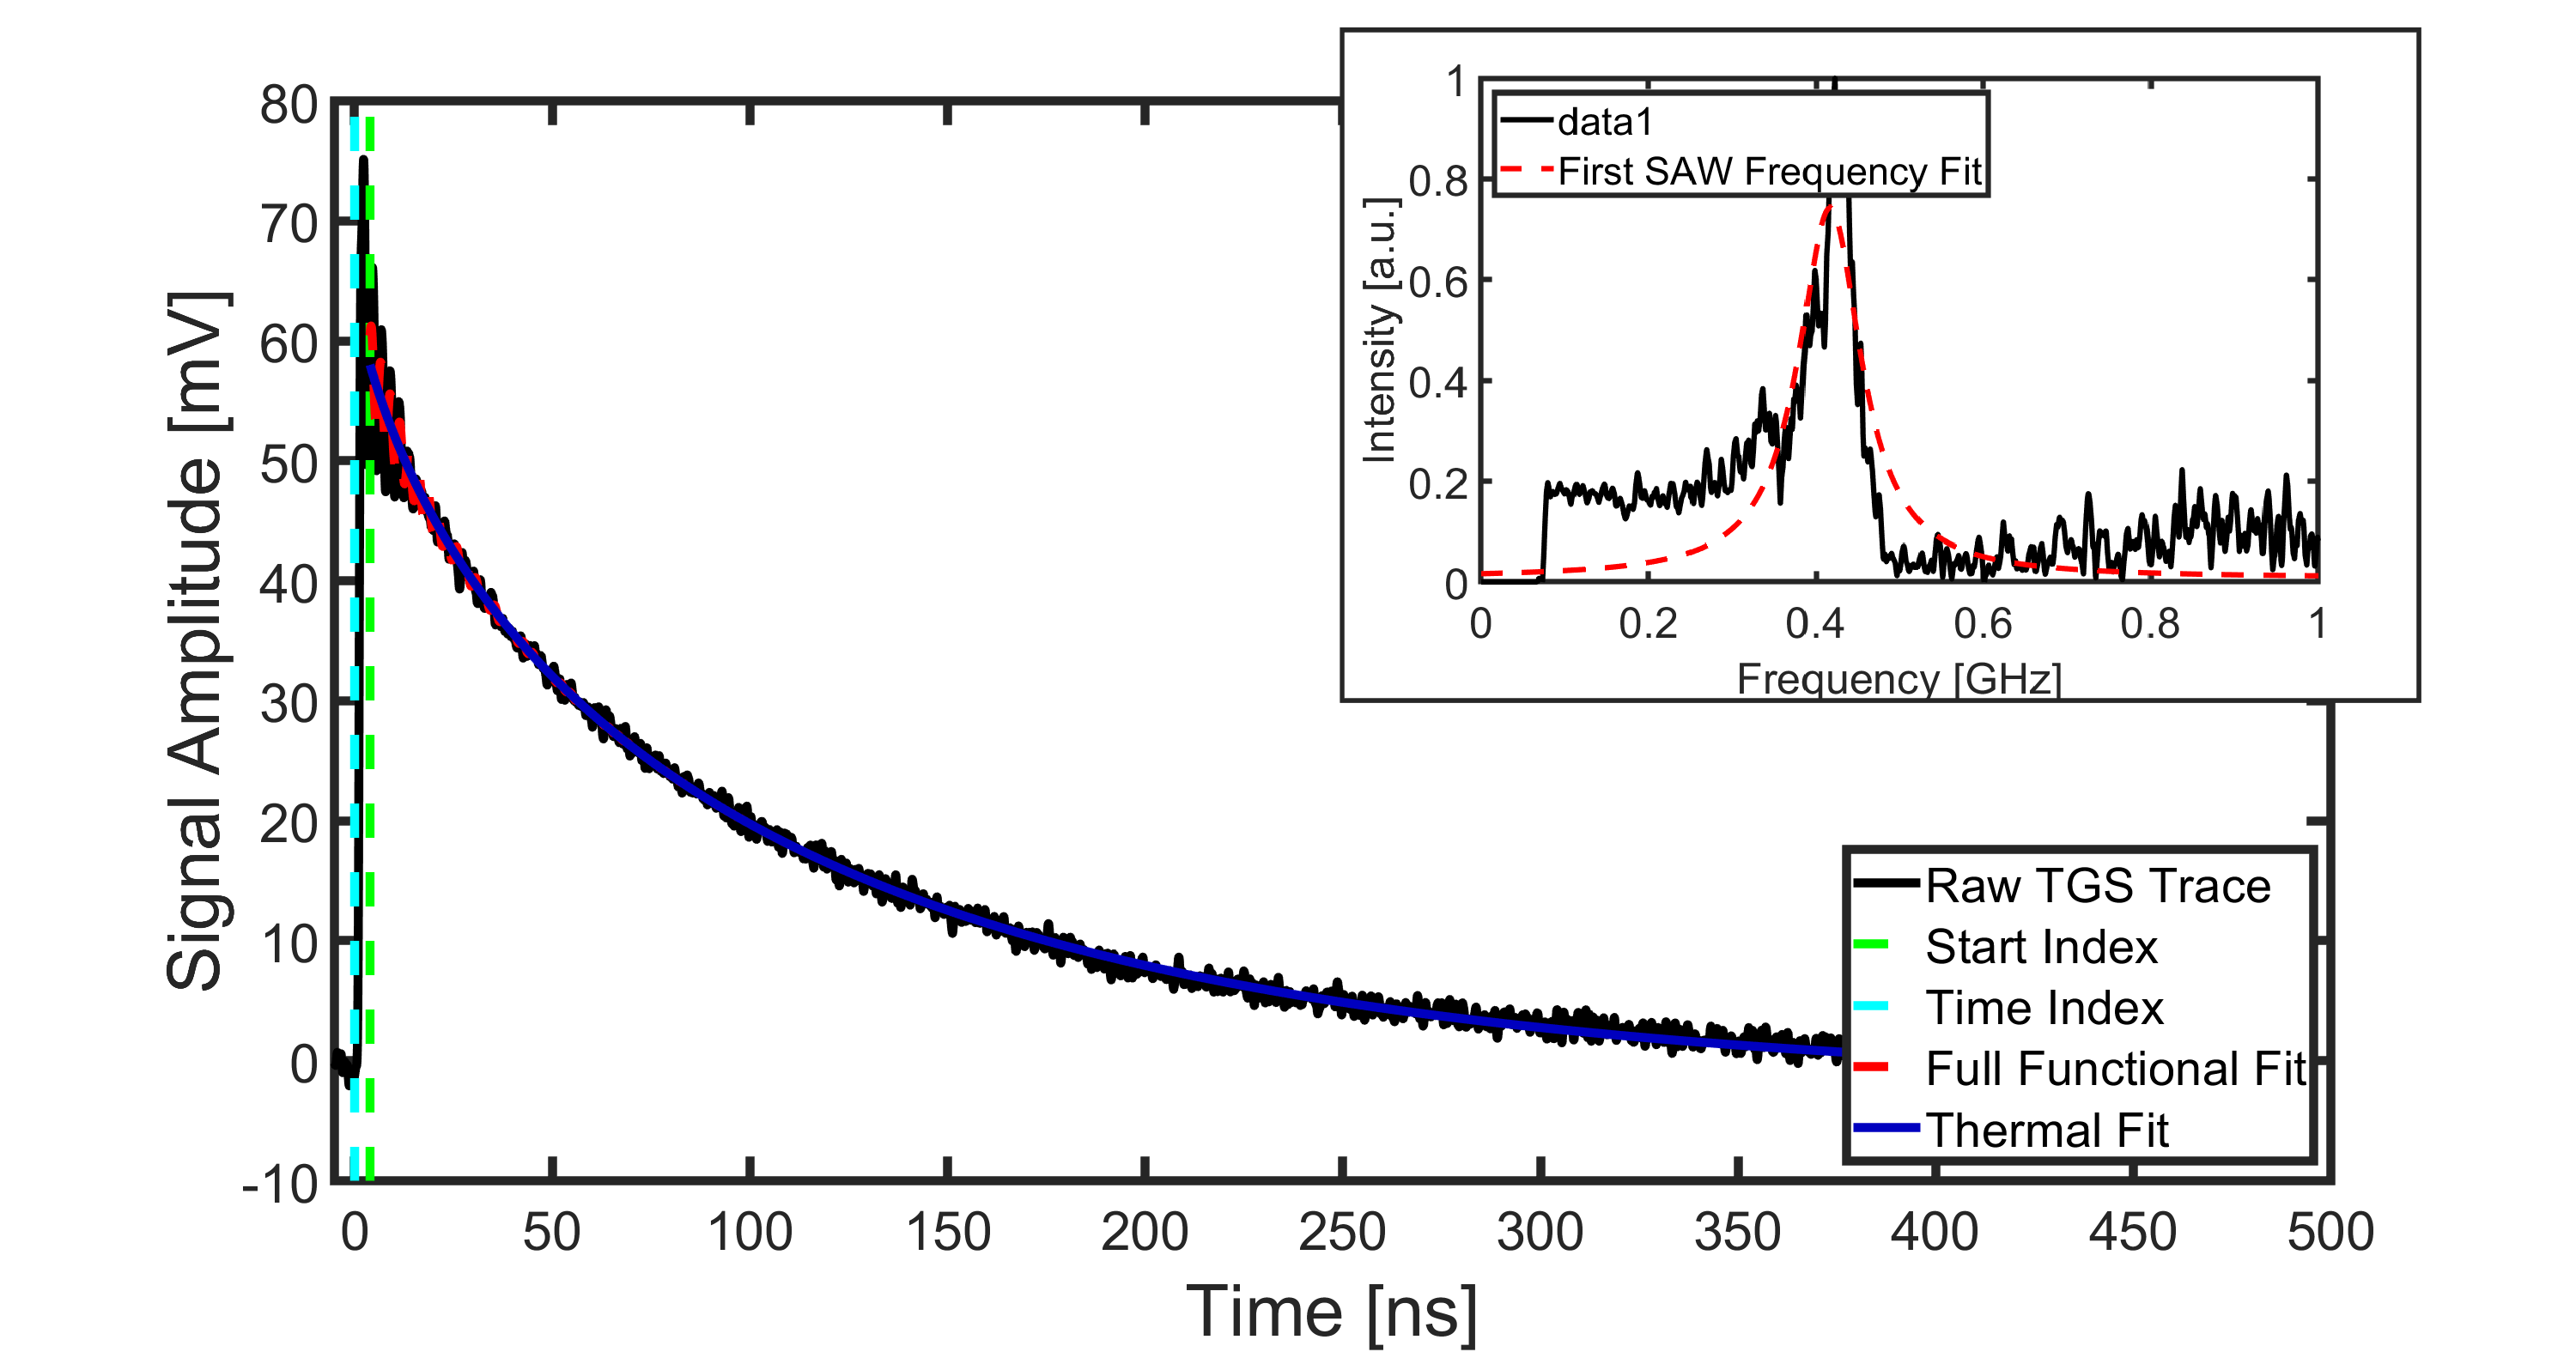 80
70
60
50
40
30
20
10
0
-10
Signal Amplitude [mV]
0 50 100 150 200 250 300 350 400 450 500
Time [ns]
1
0.8
0.6
0.4
0.2
0
Intensity [a.u.]
data1
First SAW Frequency Fit
0 0.2 0.4 0.6 0.8 1
Frequency [GHz]
Raw TGS Trace
Start Index
Time Index
Full Functional Fit
Thermal Fit